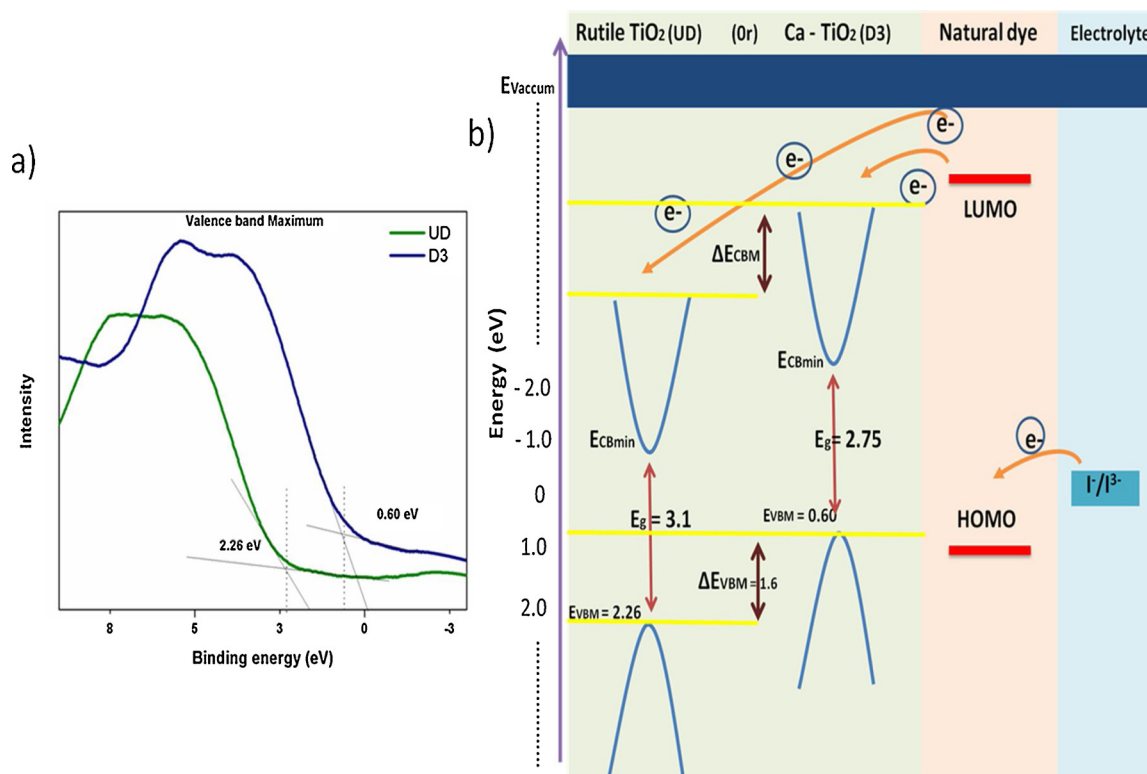 a)
Valence band Maximum
UD
D3
0.60 eV
2.26 eV
Intensity
8
5
3
0
-3
Binding energy (eV)
b)
Rutile TiO2 (UD) (0r) Ca - TiO2 (D3) Natural dye Electrolyte
EVaccum
e-
e-
e-
e-
LUMO
ΔECBM
Energy (eV)
ECBmin
- 2.0
- 1.0
ECBmin
Eg= 2.75
e-
0
I-/I3-
Eg = 3.1
EVBM = 0.60
HOMO
1.0
ΔEVBM = 1.6
2.0
EVBM = 2.26